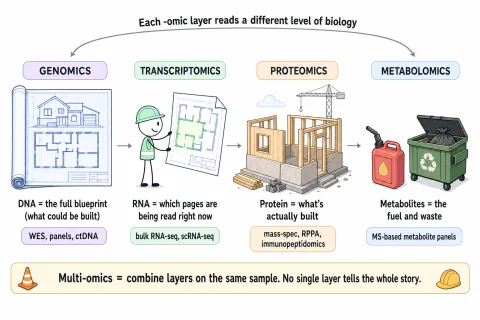 Each -omic layer reads a different level of biology
GENOMICS
TRANSCRIPTOMICS
PROTEOMICS
METABOLOMICS
DNA = the full blueprint
(what could be built)
RNA = which pages are
being read right now
Protein = what's
actually built
Metabolites = the
fuel and waste
WES, panels, ctDNA
bulk RNA-seq, scRNA-seq
mass-spec, RPPA,
immunopeptidomics
MS-based metabolite panels
Multi-omics = combine layers on the same sample. No single layer tells the whole story.